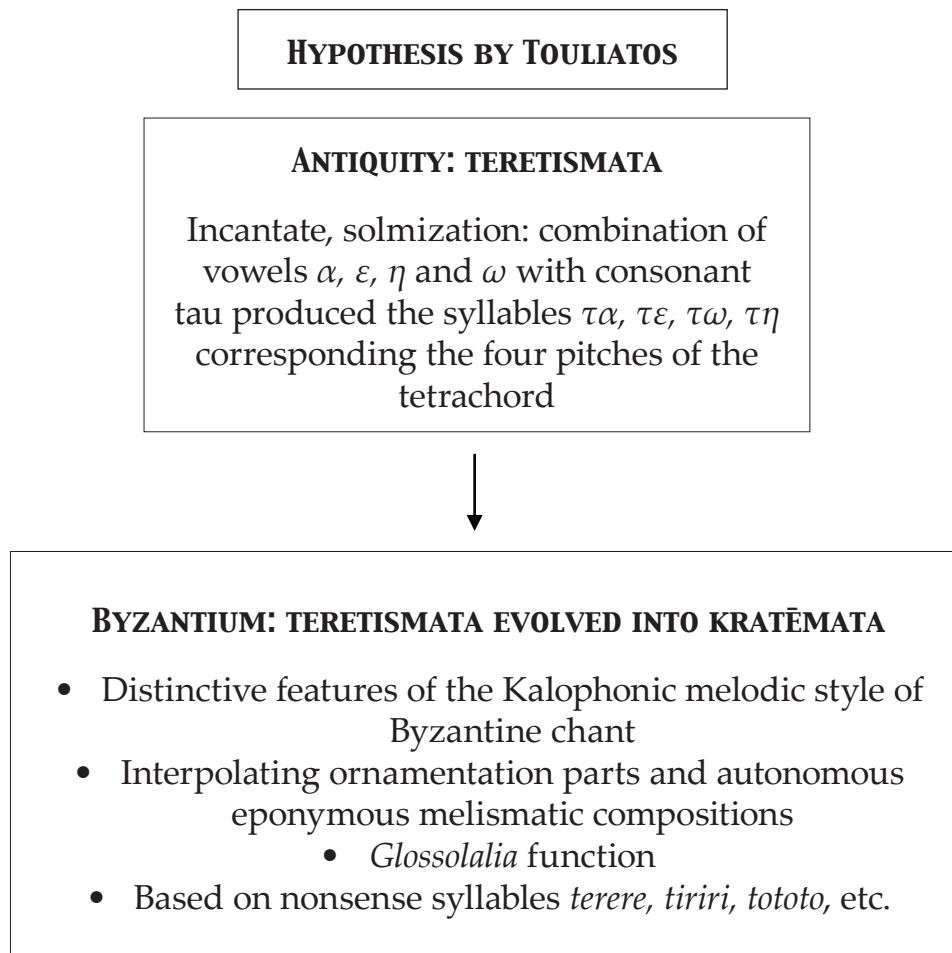 HYPOTHESIS BY TOULIATOS
ANTIQUITY: TERETISMATA
Incantate, solmization: combination of
vowels α, ε, η and ω with consonant
tau produced the syllables τα, τε, τω, τη
corresponding the four pitches of the
tetrachord
BYZANTIUM: TERETISMATA EVOLVED INTO KRATĒMATA
• Distinctive features of the Kalophonic melodic style of
Byzantine chant
• Interpolating ornamentation parts and autonomous
eponymous melismatic compositions
• Glossolalia function
• Based on nonsense syllables terere, tiriri, tototo, etc.